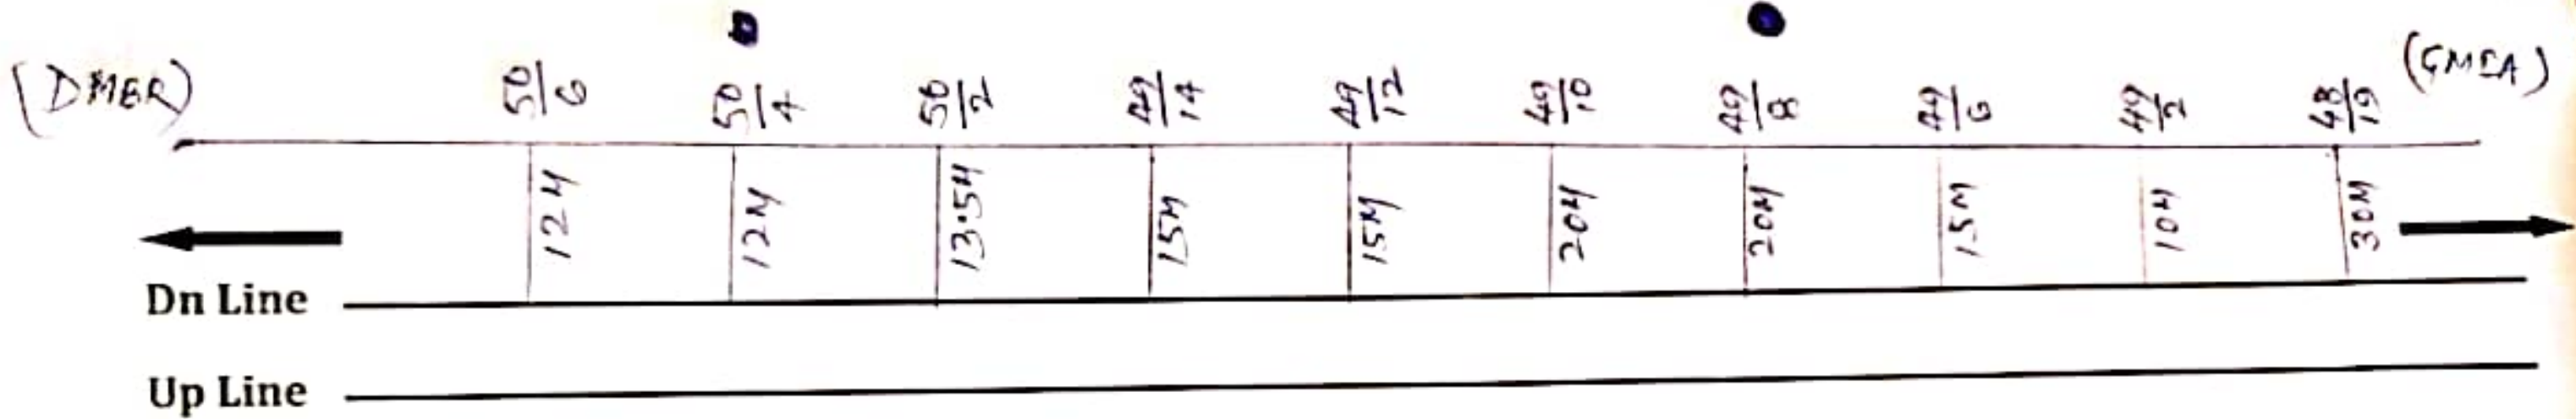 (DMER) 50/6 50/4 50/2 49/14 49/12 49/10 49/8 49/6 49/2 48/19 (GMIA)
12M 12M 13.5M 15M 15M 20M 20M 15M 10M 30M
Dn Line
Up Line